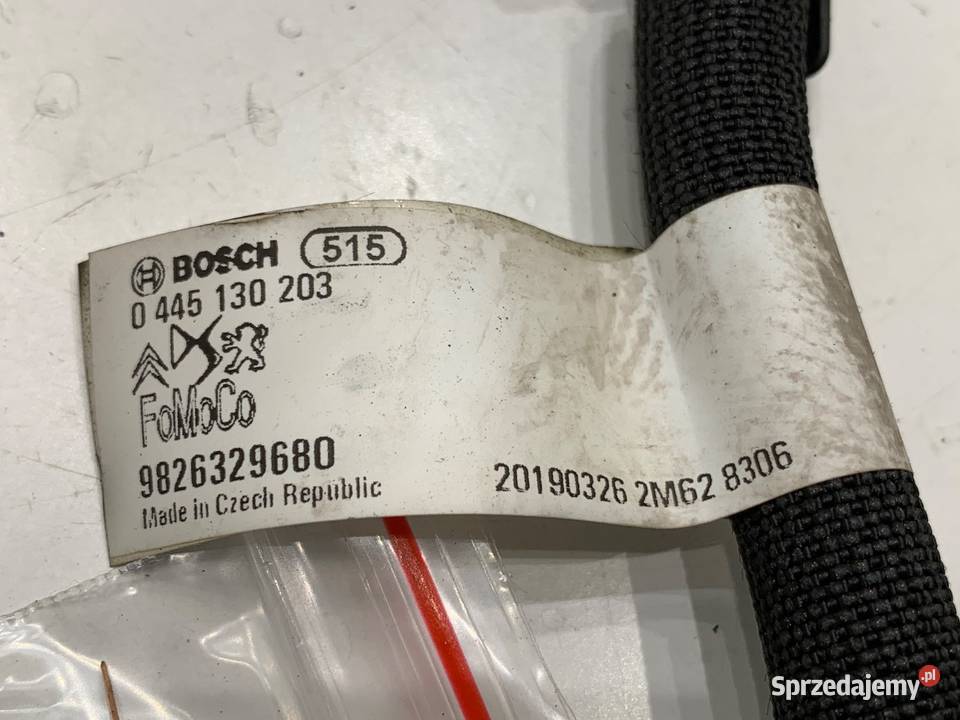 BOSCH 515
0 445 130 203
FoMoCo
9826329680
Made in Czech Republic
20190326 2M62 8306
Sprzedajemy.pl